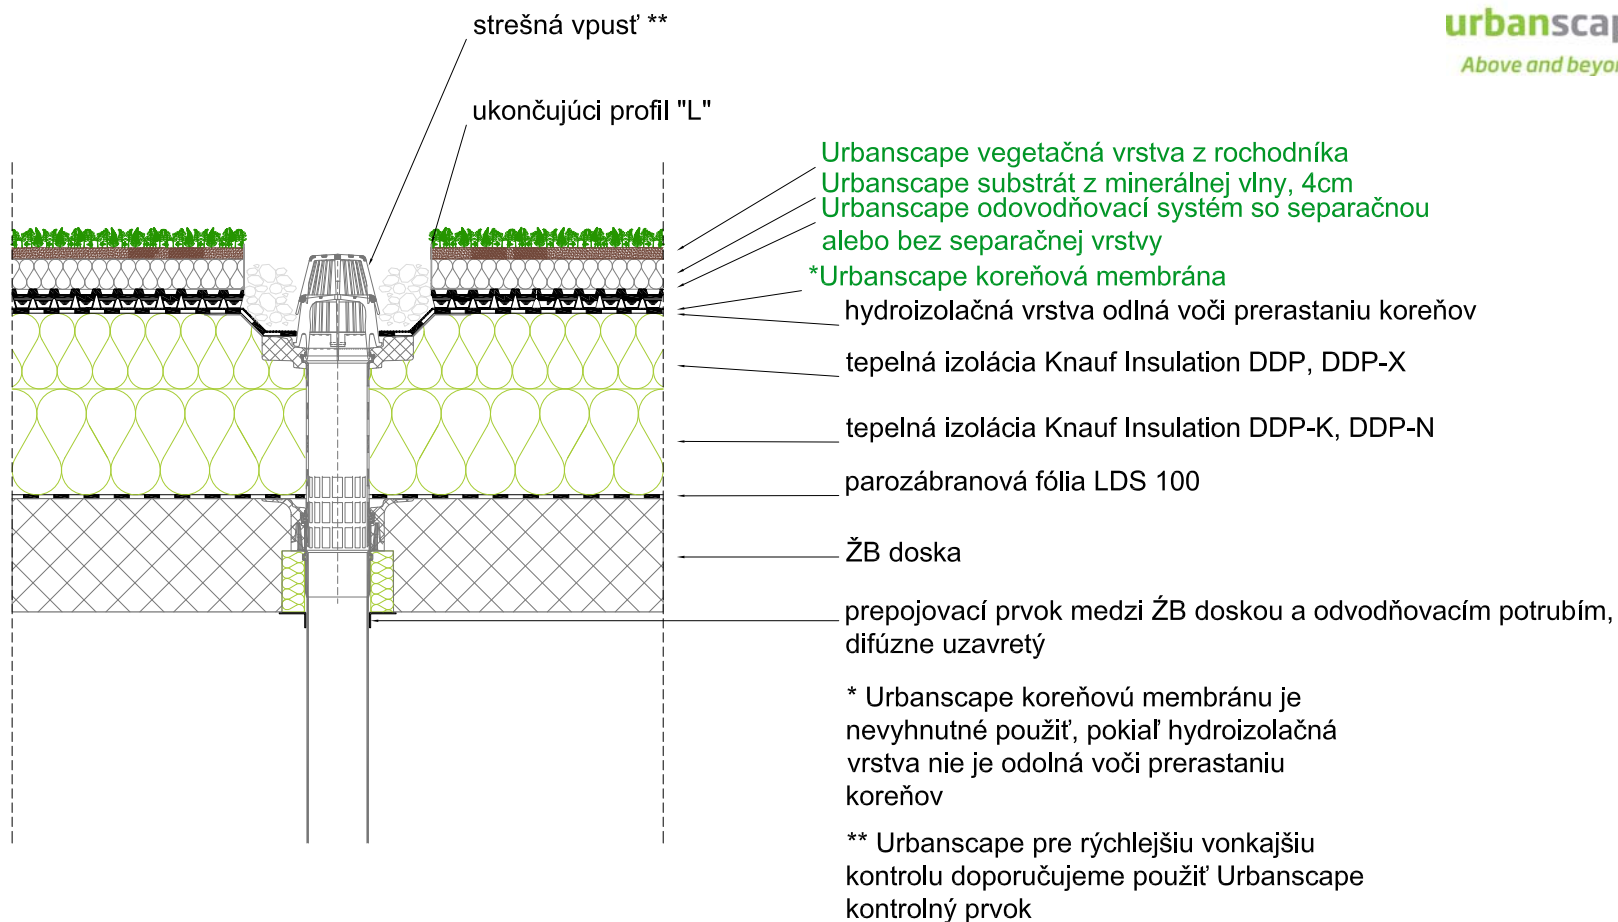 strešná vpusť **
urbanscap
Above and beyon
ukončujúci profil "L"
Urbanscape vegetačná vrstva z rochodníka
Urbanscape substrát z minerálnej vlny, 4cm
Urbanscape odovodňovací systém so separačnou
alebo bez separačnej vrstvy
*Urbanscape koreňová membrána
hydroizolačná vrstva odlná voči prerastaniu koreňov
tepelná izolácia Knauf Insulation DDP, DDP-X
tepelná izolácia Knauf Insulation DDP-K, DDP-N
parozábranová fólia LDS 100
ŽB doska
prepojovací prvok medzi ŹB doskou a odvodňovacím potrubím,
difúzne uzavretý
* Urbanscape koreňovú membránu je
nevyhnutné použiť, pokiaľ hydroizolačná
vrstva nie je odolná voči prerastaniu
koreňov
** Urbanscape pre rýchlejšiu vonkajšiu
kontrolu doporučujeme použiť Urbanscape
kontrolný prvok